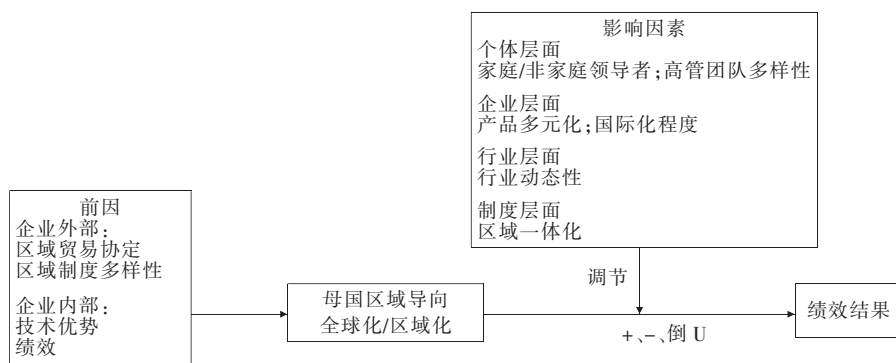 影响因素
个体层面
家庭/非家庭领导者;高管团队多样性
企业层面
产品多元化;国际化程度
行业层面
行业动态性
制度层面
区域一体化
前因
企业外部:
区域贸易协定
区域制度多样性
企业内部:
技术优势
绩效
母国区域导向
全球化/区域化
调节
+、-、倒 U
绩效结果